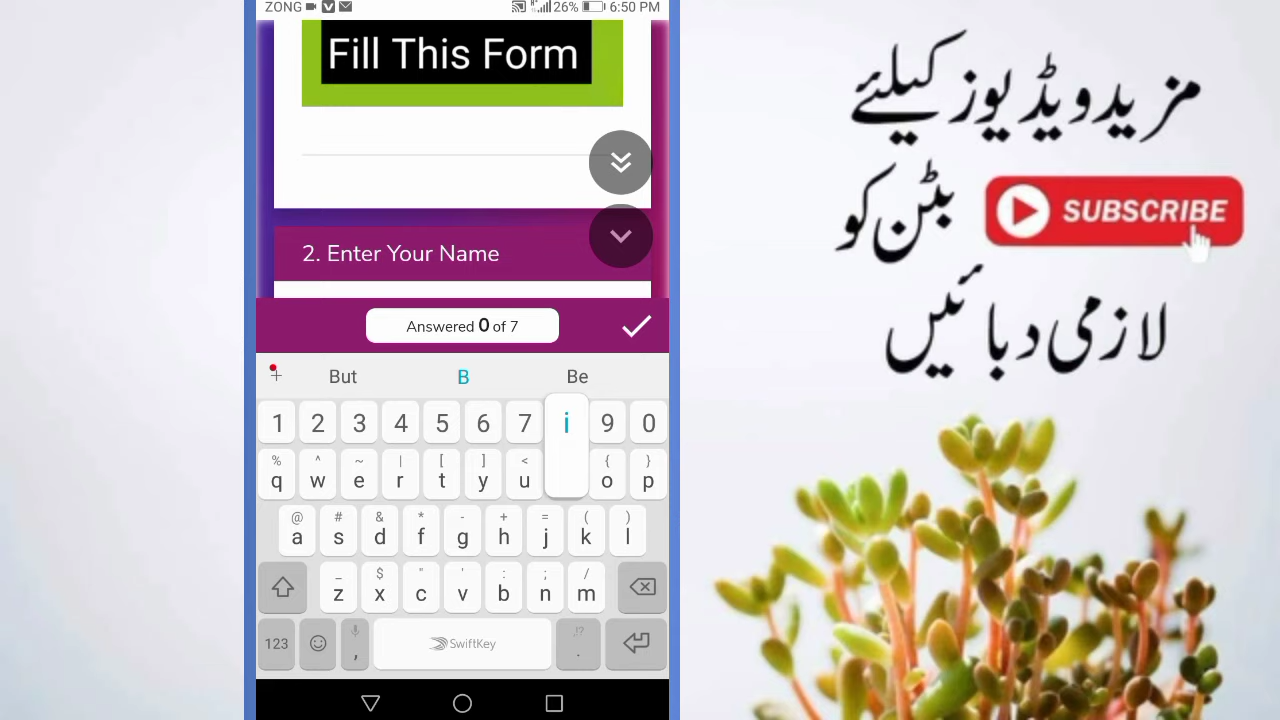 ZONG 26% 6:50 PM
Fill This Form
2. Enter Your Name
Answered 0 of 7
But B Be
1 2 3 4 5 6 7 i 9 0
% ^ ~ | [ ] < { }
q w e r t y u o p
@ # & * - + = ( )
a s d f g h j k l
_ $ " ' : ; /
z x c v b n m
!?
123 , SwiftKey .
مزید ویڈیوز کیلئے
SUBSCRIBE بٹن کو
لازمی دبائیں